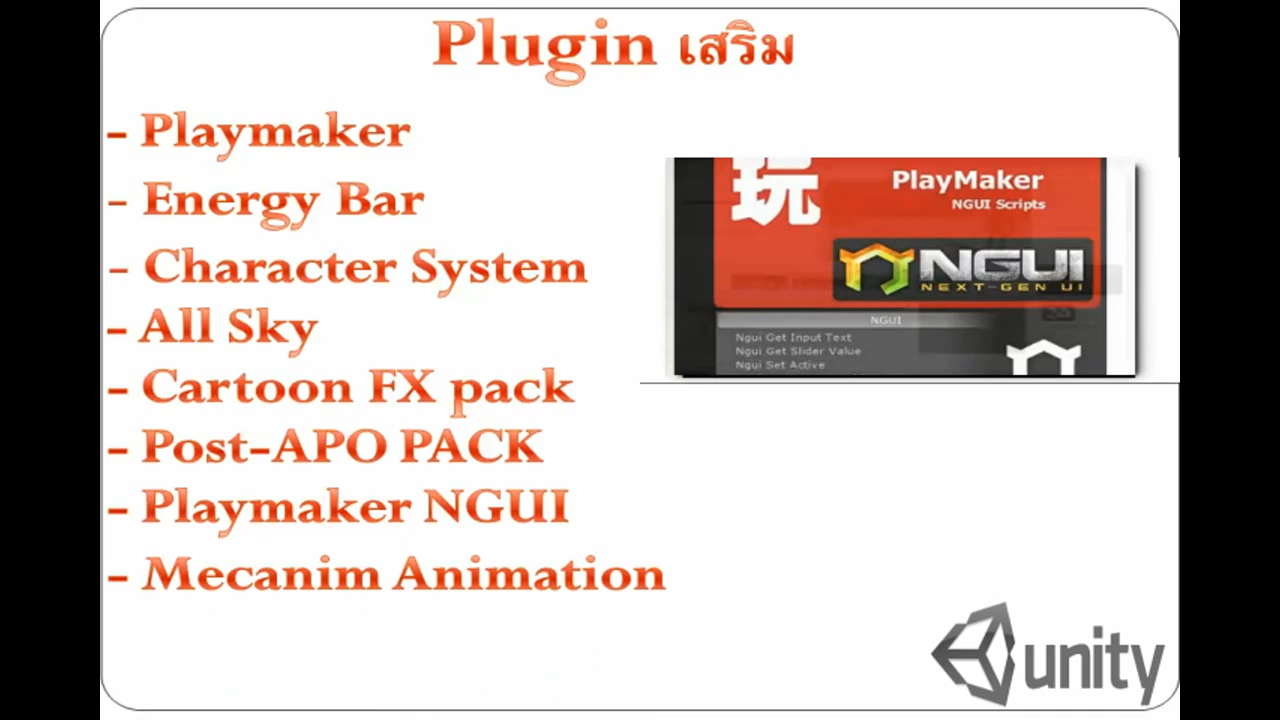 Plugin เสริม
- Playmaker
- Energy Bar
- Character System
- All Sky
- Cartoon FX pack
- Post-APO PACK
- Playmaker NGUI
- Mecanim Animation
玩
PlayMaker
NGUI Scripts
NGUI
NEXT-GEN UI
NGUI
Ngui Get Input Text
Ngui Get Slider Value
Ngui Set Active
unity